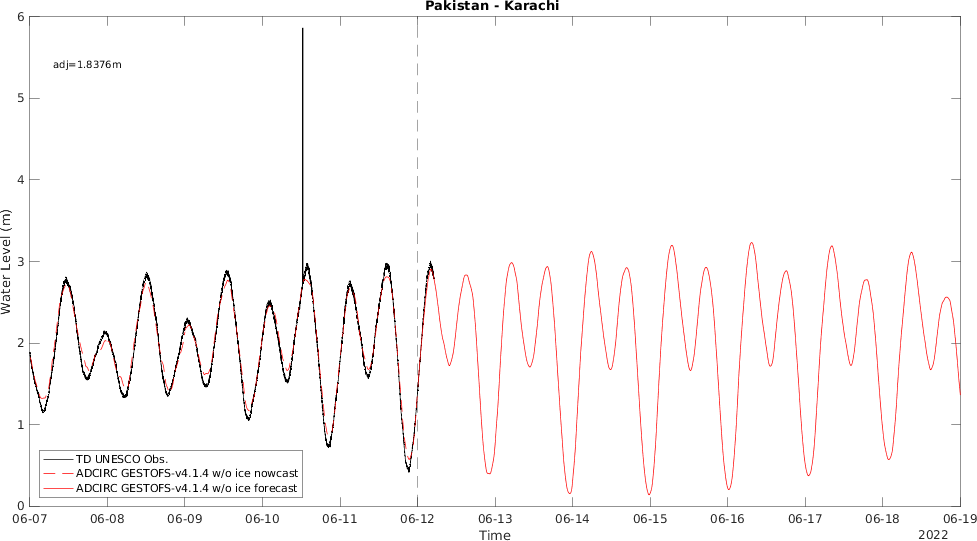 Pakistan - Karachi
6
adj=1.8376m
5
4
3
2
1
0
Water Level (m)
TD UNESCO Obs.
ADCIRC GESTOFS-v4.1.4 w/o ice nowcast
ADCIRC GESTOFS-v4.1.4 w/o ice forecast
06-07 06-08 06-09 06-10 06-11 06-12 06-13 06-14 06-15 06-16 06-17 06-18 06-19
Time
2022